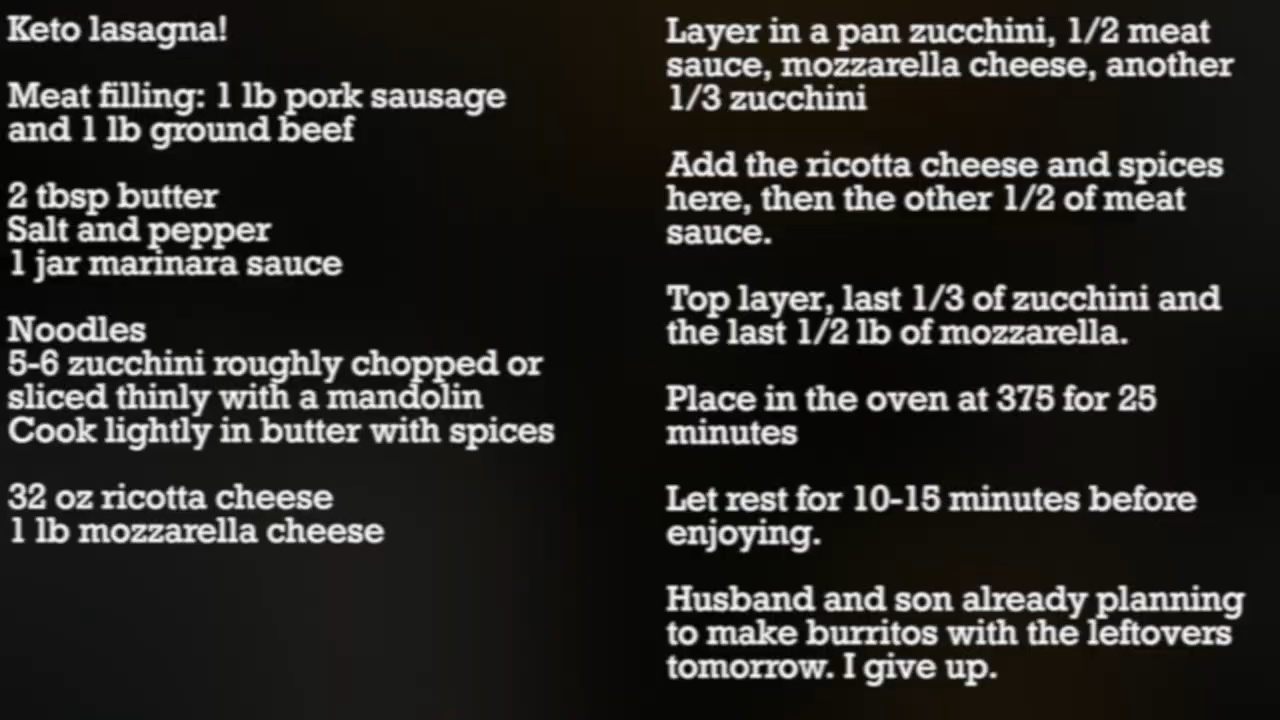 Keto lasagna!
Meat filling: 1 lb pork sausage
and 1 lb ground beef
2 tbsp butter
Salt and pepper
1 jar marinara sauce
Noodles
5-6 zucchini roughly chopped or
sliced thinly with a mandolin
Cook lightly in butter with spices
32 oz ricotta cheese
1 lb mozzarella cheese
Layer in a pan zucchini, 1/2 meat
sauce, mozzarella cheese, another
1/3 zucchini
Add the ricotta cheese and spices
here, then the other 1/2 of meat
sauce.
Top layer, last 1/3 of zucchini and
the last 1/2 lb of mozzarella.
Place in the oven at 375 for 25
minutes
Let rest for 10-15 minutes before
enjoying.
Husband and son already planning
to make burritos with the leftovers
tomorrow. I give up.